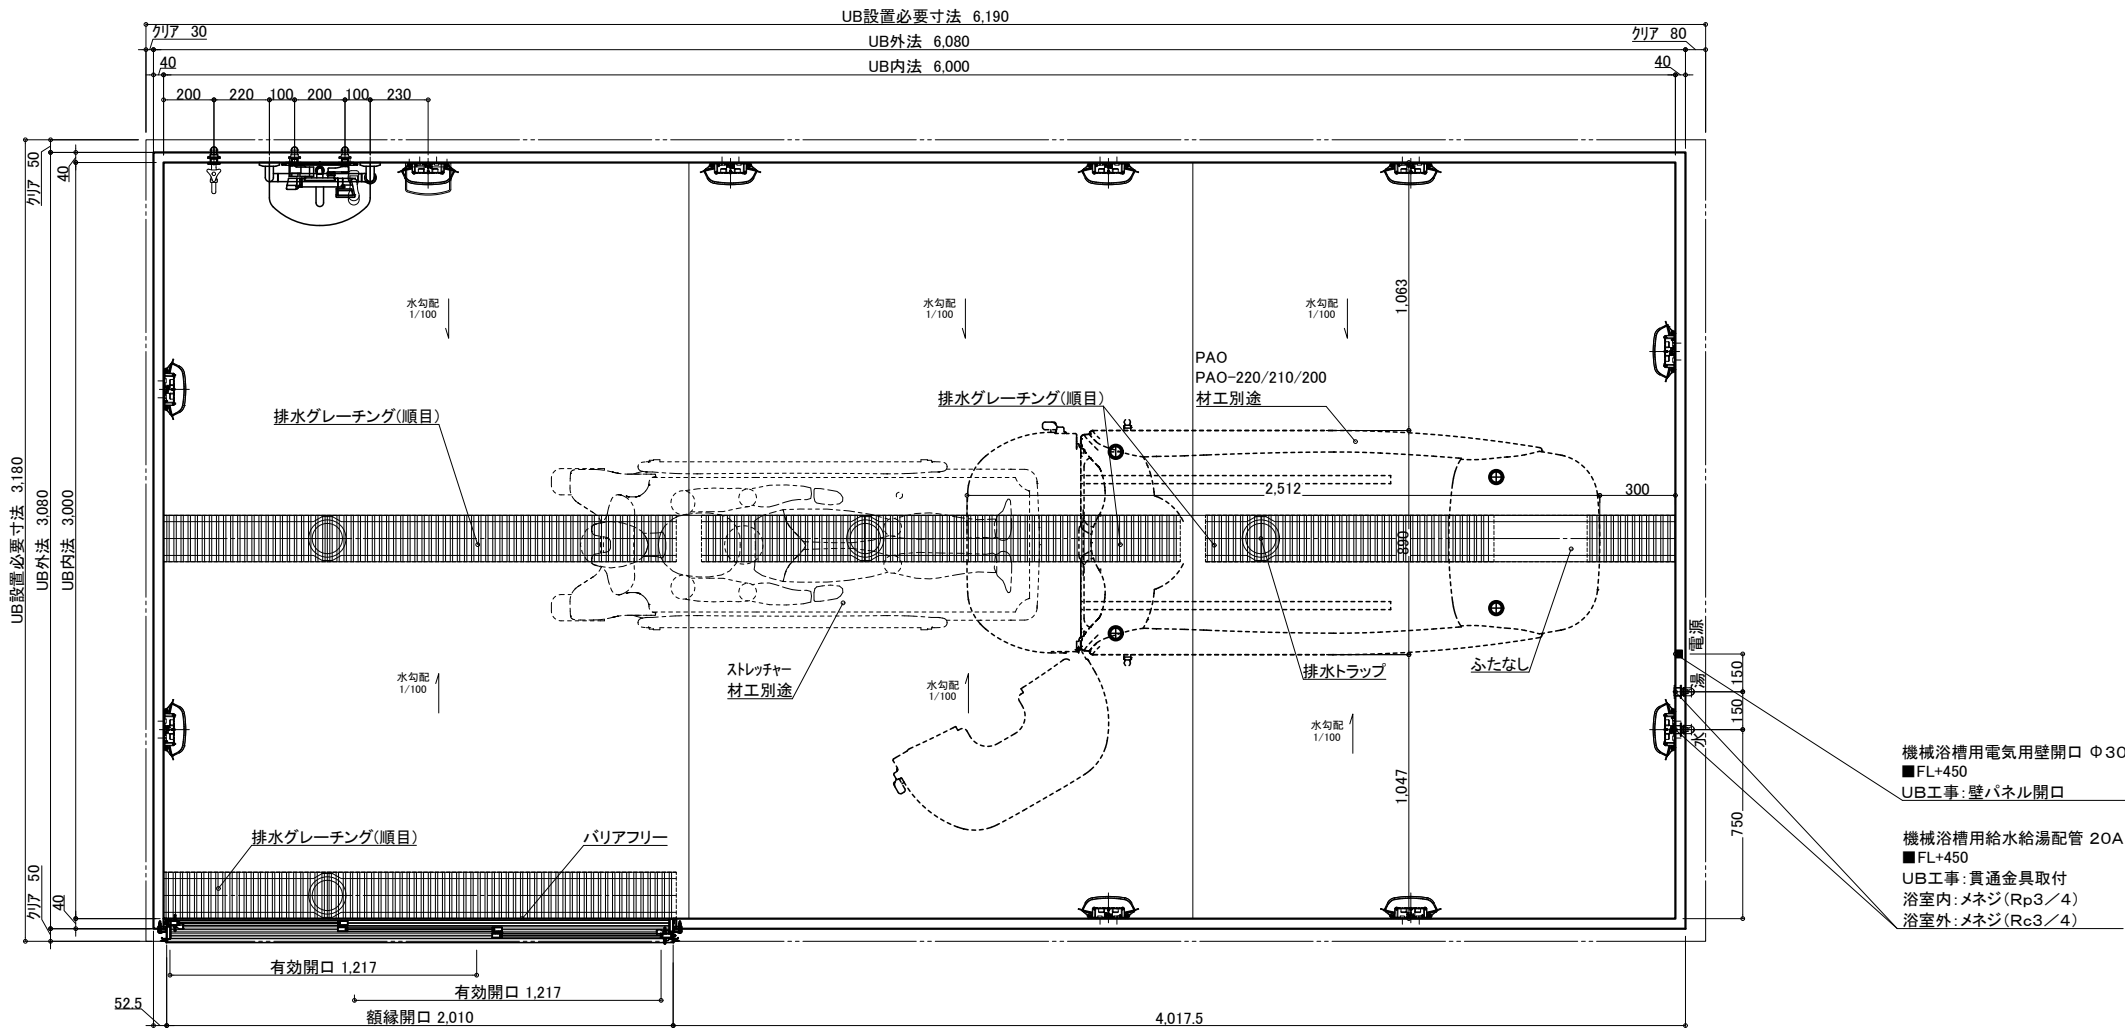 UB設置必要寸法 6,190
クリア 30
UB外法 6,080
クリア 80
40
UB内法 6,000
40
200
220
100
200
100
230
クリア 50
40
UB設置必要寸法 3,180
UB外法 3,080
UB内法 3,000
水勾配
1/100
水勾配
1/100
水勾配
1/100
1,063
PAO
PAO-220/210/200
材工別途
排水グレーチング(順目)
排水グレーチング(順目)
2,512
300
890
電源
湯
水
150
150
750
ストレッチャー
材工別途
排水トラップ
ふたなし
水勾配
1/100
水勾配
1/100
水勾配
1/100
1,047
機械浴槽用電気用壁開口 Φ30
■FL+450
UB工事:壁パネル開口
機械浴槽用給水給湯配管 20A
■FL+450
UB工事:貫通金具取付
浴室内:メネジ(Rp3/4)
浴室外:メネジ(Rc3/4)
排水グレーチング(順目)
バリアフリー
クリア 50
40
有効開口 1,217
有効開口 1,217
52.5
額縁開口 2,010
4,017.5